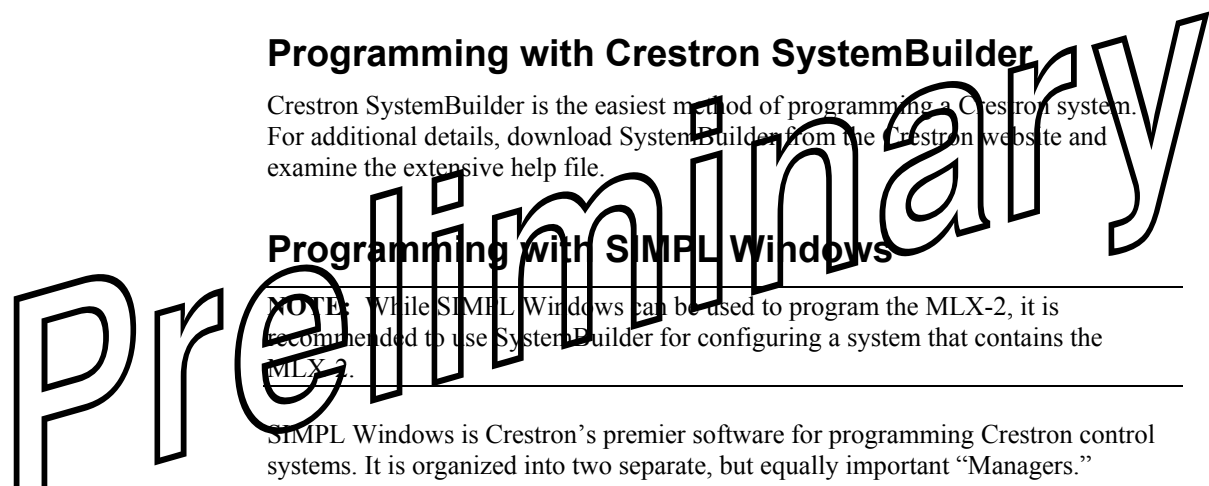 Programming with Crestron SystemBuilder
Crestron SystemBuilder is the easiest method of programming a Crestron system.
For additional details, download SystemBuilder from the Crestron website and
examine the extensive help file.
Programming with SIMPL Windows
NOTE: While SIMPL Windows can be used to program the MLX-2, it is
recommended to use SystemBuilder for configuring a system that contains the
MLX-2.
SIMPL Windows is Crestron’s premier software for programming Crestron control
systems. It is organized into two separate, but equally important “Managers.”
Preliminary